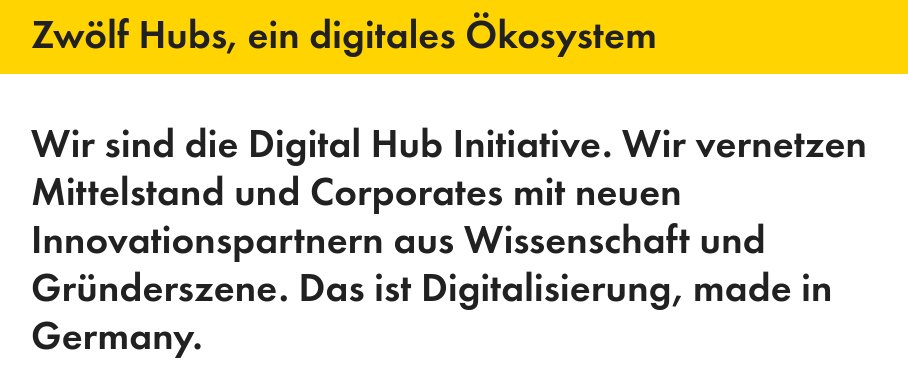 Zwölf Hubs, ein digitales Ökosystem
Wir sind die Digital Hub Initiative. Wir vernetzen
Mittelstand und Corporates mit neuen
Innovationspartnern aus Wissenschaft und
Gründerszene. Das ist Digitalisierung, made in
Germany.